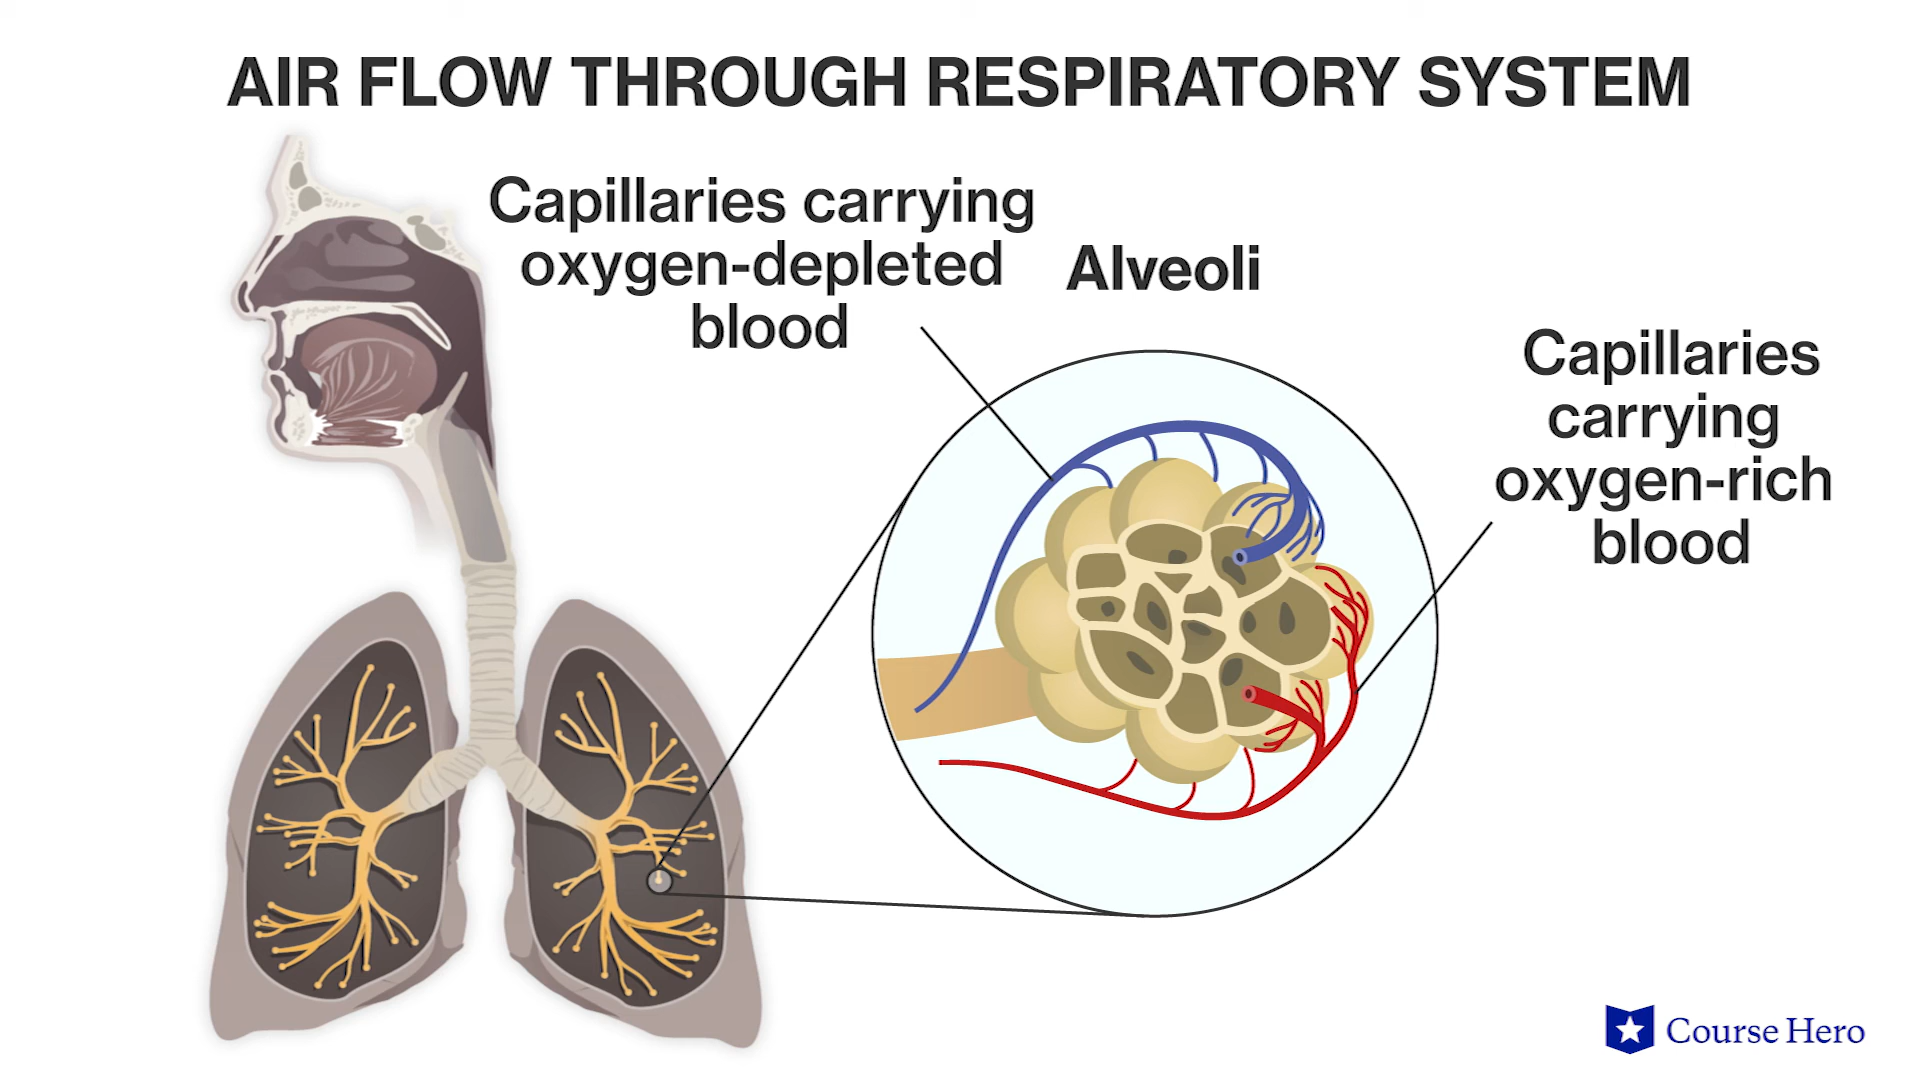 AIR FLOW THROUGH RESPIRATORY SYSTEM
Capillaries carrying
oxygen-depleted
blood
Alveoli
Capillaries
carrying
oxygen-rich
blood
Course Hero